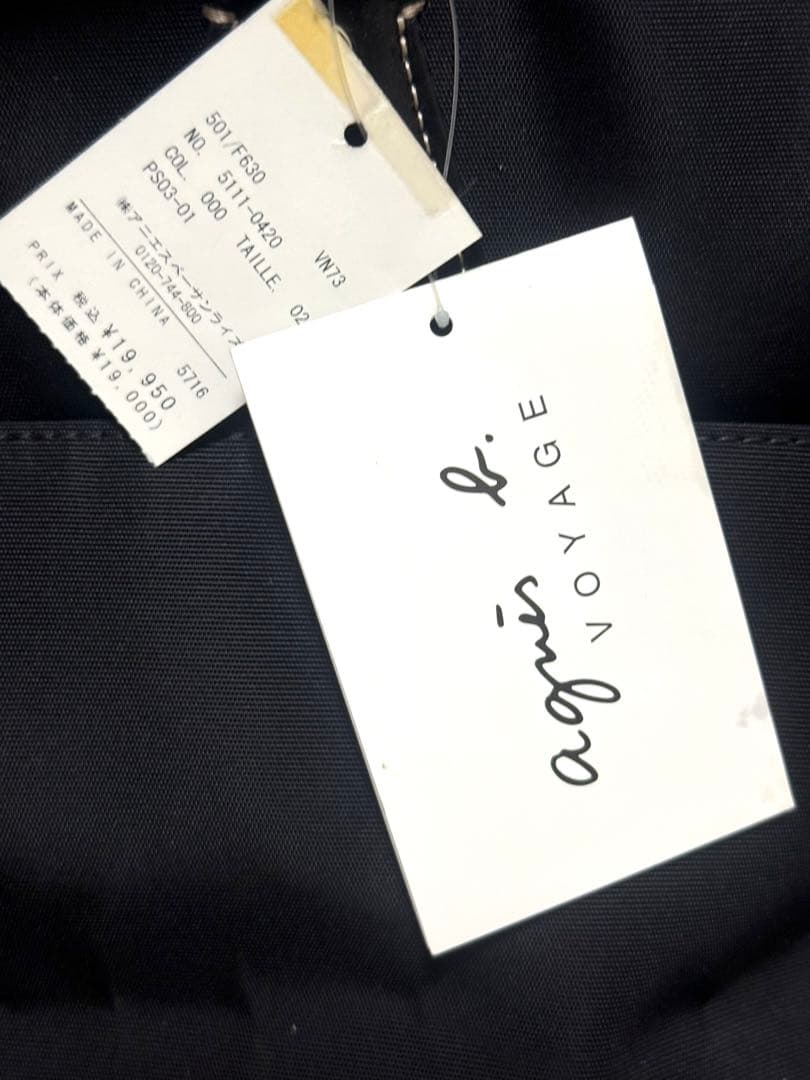 501/F630
NO. 5111-0420 VN73
COL. 000 TAILLE. 02
PS03-01
㈱アニエスベーサンライズ
0120-744-800
MADE IN CHINA 5716
PRIX 税込 ¥19,950
(本体価格 ¥19,000)
agnès b.
VOYAGE